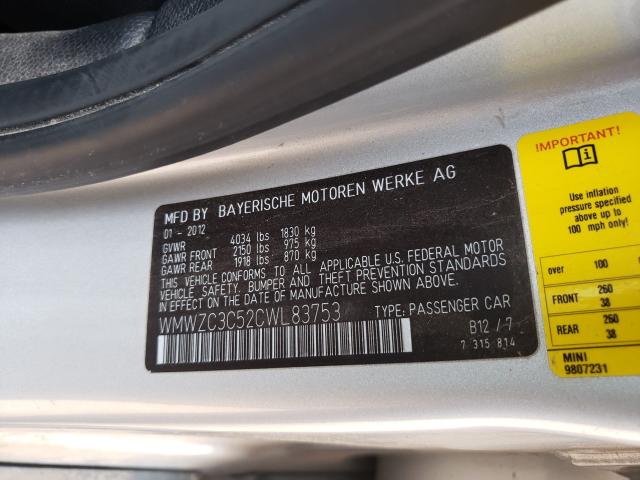 MFD BY BAYERISCHE MOTOREN WERKE AG
01 - 2012
GVWR 4034 lbs 1830 kg
GAWR FRONT 2150 lbs 975 kg
GAWR REAR 1918 lbs 870 kg
THIS VEHICLE CONFORMS TO ALL APPLICABLE U.S. FEDERAL MOTOR
VEHICLE SAFETY, BUMPER, AND THEFT PREVENTION STANDARDS
IN EFFECT ON THE DATE OF MANUFACTURE SHOWN ABOVE.
WMWZC3C52CWL83753 TYPE: PASSENGER CAR
B12 / 7
7 315 814
!MPORTANT!
Use inflation
pressure specified
above up to
100 mph only!
over 100
FRONT 260
38
REAR 260
38
MINI
9807231